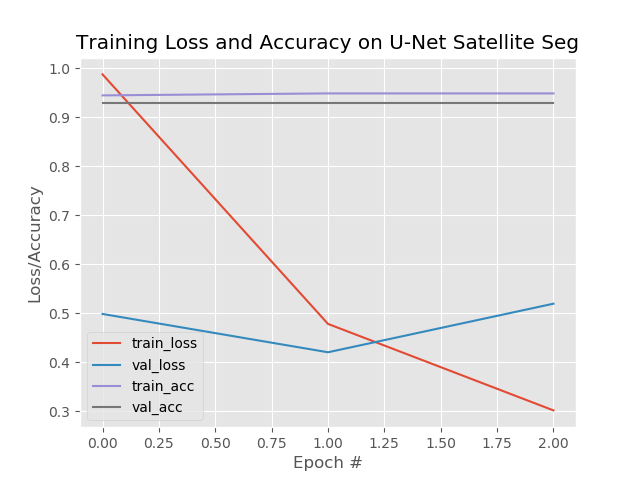 Training Loss and Accuracy on U-Net Satellite Seg
1.0
0.9
0.8
0.7
0.6
0.5
0.4
0.3
Loss/Accuracy
train_loss
val_loss
train_acc
val_acc
0.00 0.25 0.50 0.75 1.00 1.25 1.50 1.75 2.00
Epoch #